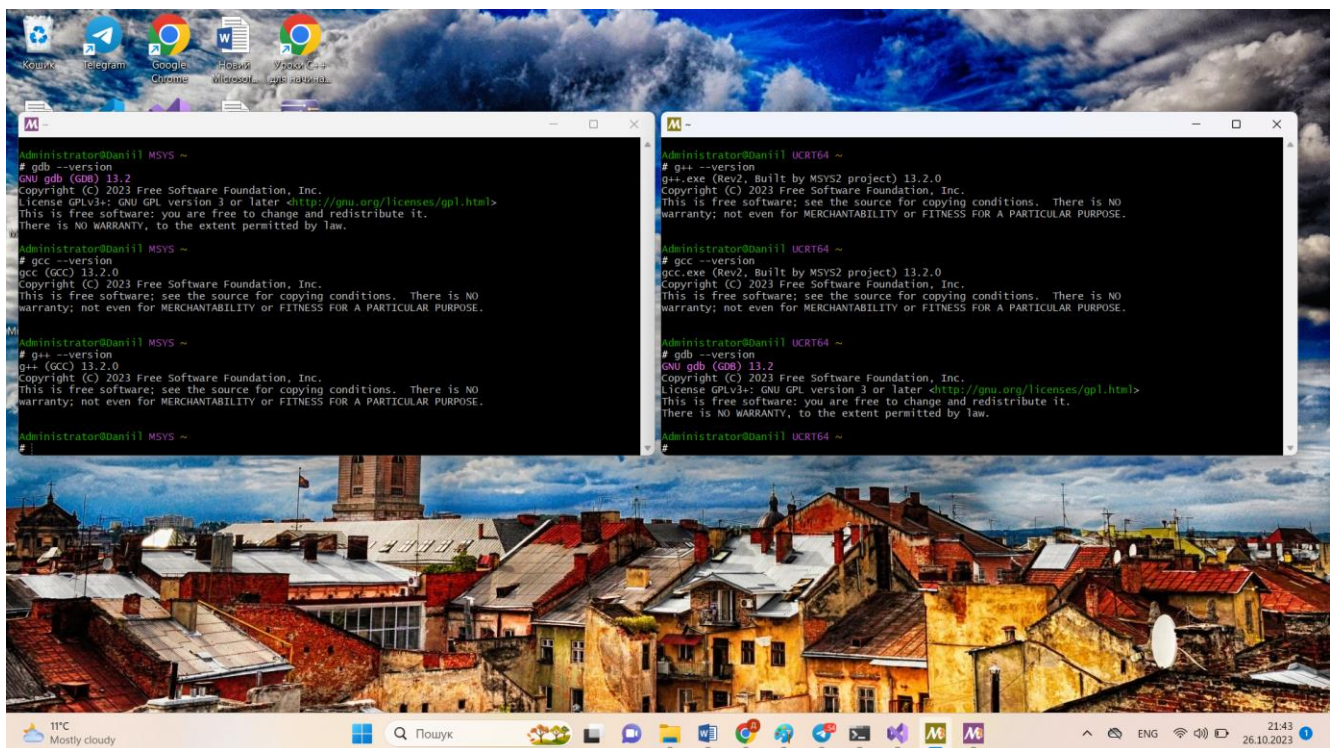 Кошик
Telegram
Google Chrome
Новий Microsof...
Уроки C++ (для начина...
~
Administrator@Daniil MSYS ~
# gdb --version
GNU gdb (GDB) 13.2
Copyright (C) 2023 Free Software Foundation, Inc.
License GPLv3+: GNU GPL version 3 or later <http://gnu.org/licenses/gpl.html>
This is free software: you are free to change and redistribute it.
There is NO WARRANTY, to the extent permitted by law.
Administrator@Daniil MSYS ~
# gcc --version
gcc (GCC) 13.2.0
Copyright (C) 2023 Free Software Foundation, Inc.
This is free software; see the source for copying conditions.  There is NO
warranty; not even for MERCHANTABILITY or FITNESS FOR A PARTICULAR PURPOSE.
Administrator@Daniil MSYS ~
# g++ --version
g++ (GCC) 13.2.0
Copyright (C) 2023 Free Software Foundation, Inc.
This is free software; see the source for copying conditions.  There is NO
warranty; not even for MERCHANTABILITY or FITNESS FOR A PARTICULAR PURPOSE.
Administrator@Daniil MSYS ~
#
~
Administrator@Daniil UCRT64 ~
# g++ --version
g++.exe (Rev2, Built by MSYS2 project) 13.2.0
Copyright (C) 2023 Free Software Foundation, Inc.
This is free software; see the source for copying conditions.  There is NO
warranty; not even for MERCHANTABILITY or FITNESS FOR A PARTICULAR PURPOSE.
Administrator@Daniil UCRT64 ~
# gcc --version
gcc.exe (Rev2, Built by MSYS2 project) 13.2.0
Copyright (C) 2023 Free Software Foundation, Inc.
This is free software; see the source for copying conditions.  There is NO
warranty; not even for MERCHANTABILITY or FITNESS FOR A PARTICULAR PURPOSE.
Administrator@Daniil UCRT64 ~
# gdb --version
GNU gdb (GDB) 13.2
Copyright (C) 2023 Free Software Foundation, Inc.
License GPLv3+: GNU GPL version 3 or later <http://gnu.org/licenses/gpl.html>
This is free software: you are free to change and redistribute it.
There is NO WARRANTY, to the extent permitted by law.
Administrator@Daniil UCRT64 ~
#
11°C
Mostly cloudy
Пошук
ENG
21:43
26.10.2023
1